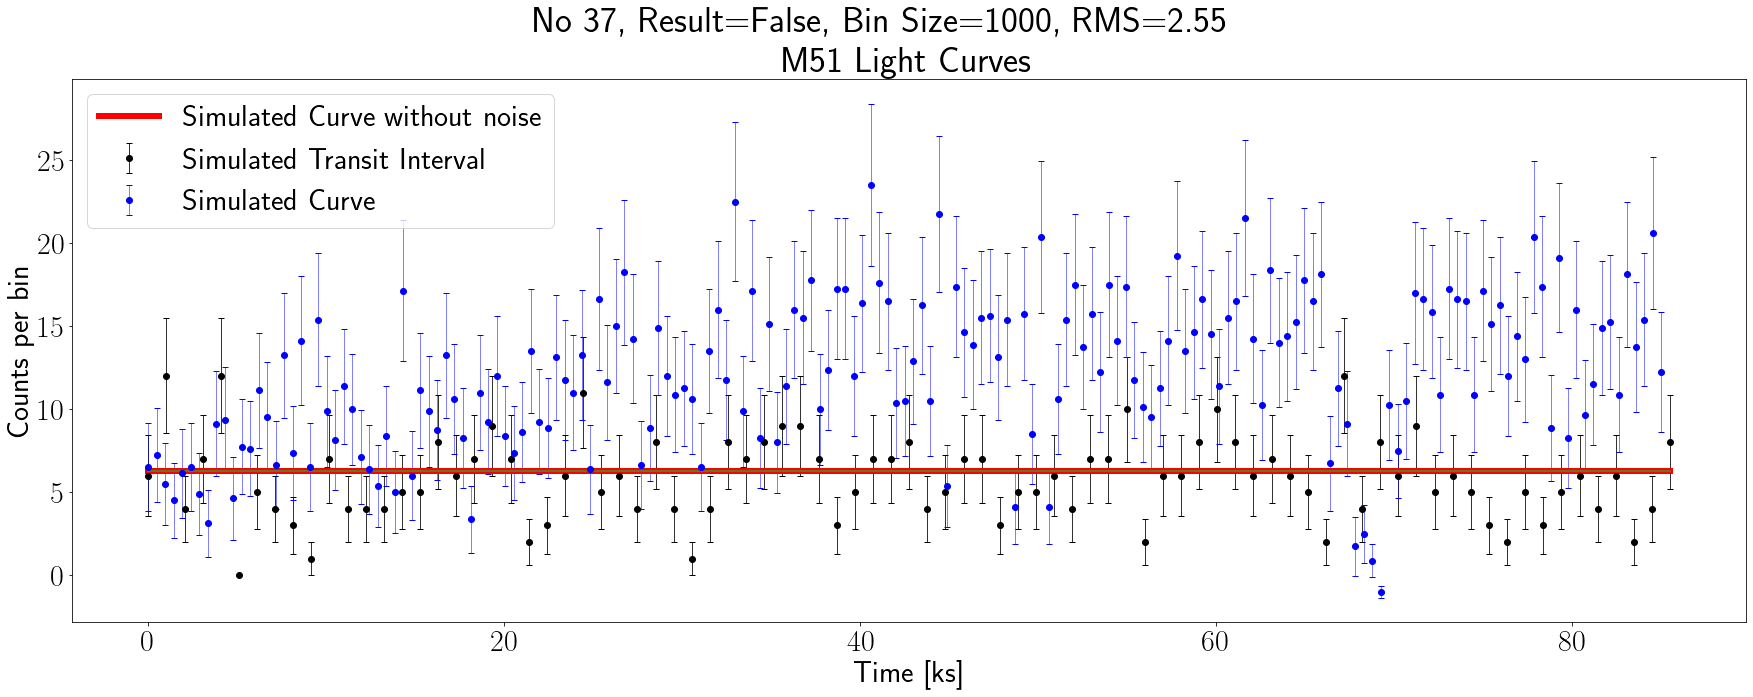 No 37, Result=False, Bin Size=1000, RMS=2.55
M51 Light Curves
Simulated Curve without noise
Simulated Transit Interval
Simulated Curve
Counts per bin
25
20
15
10
5
0
0 20 40 60 80
Time [ks]